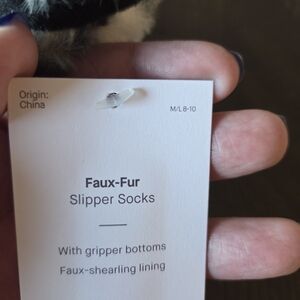 Origin:
China
M/L 8-10
Faux-Fur
Slipper Socks
With gripper bottoms
Faux-shearling lining